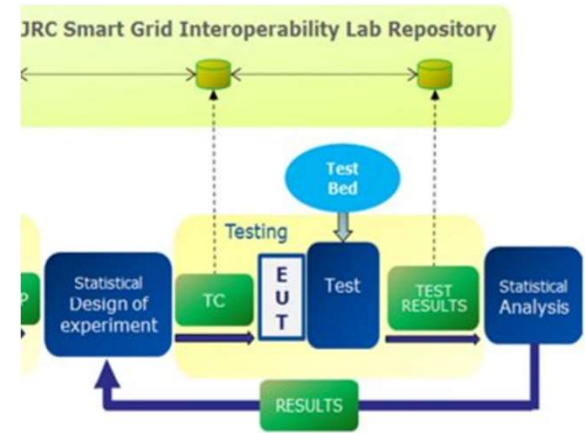 JRC Smart Grid Interoperability Lab Repository
Test
Bed
Testing
P
Statistical
Design of
experiment
TC
E
U
T
Test
TEST
RESULTS
Statistical
Analysis
RESULTS